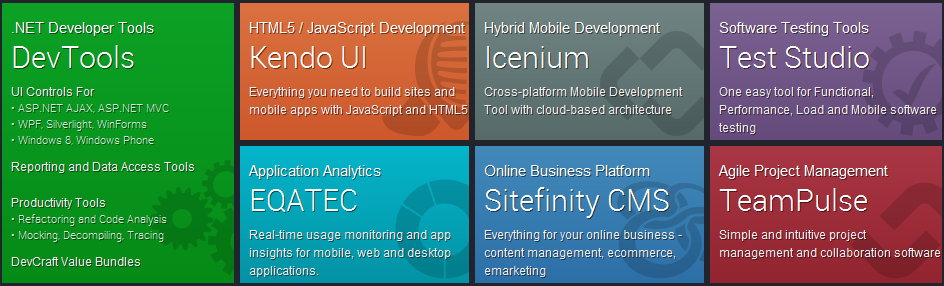 .NET Developer Tools
DevTools
UI Controls For
• ASP.NET AJAX, ASP.NET MVC
• WPF, Silverlight, WinForms
• Windows 8, Windows Phone
Reporting and Data Access Tools
Productivity Tools
• Refactoring and Code Analysis
• Mocking, Decompiling, Tracing
DevCraft Value Bundles
HTML5 / JavaScript Development
Kendo UI
Everything you need to build sites and
mobile apps with JavaScript and HTML5
Hybrid Mobile Development
Icenium
Cross-platform Mobile Development
Tool with cloud-based architecture
Software Testing Tools
Test Studio
One easy tool for Functional,
Performance, Load and Mobile software
testing
Application Analytics
EQATEC
Real-time usage monitoring and app
insights for mobile, web and desktop
applications.
Online Business Platform
Sitefinity CMS
Everything for your online business -
content management, ecommerce,
emarketing
Agile Project Management
TeamPulse
Simple and intuitive project
management and collaboration software